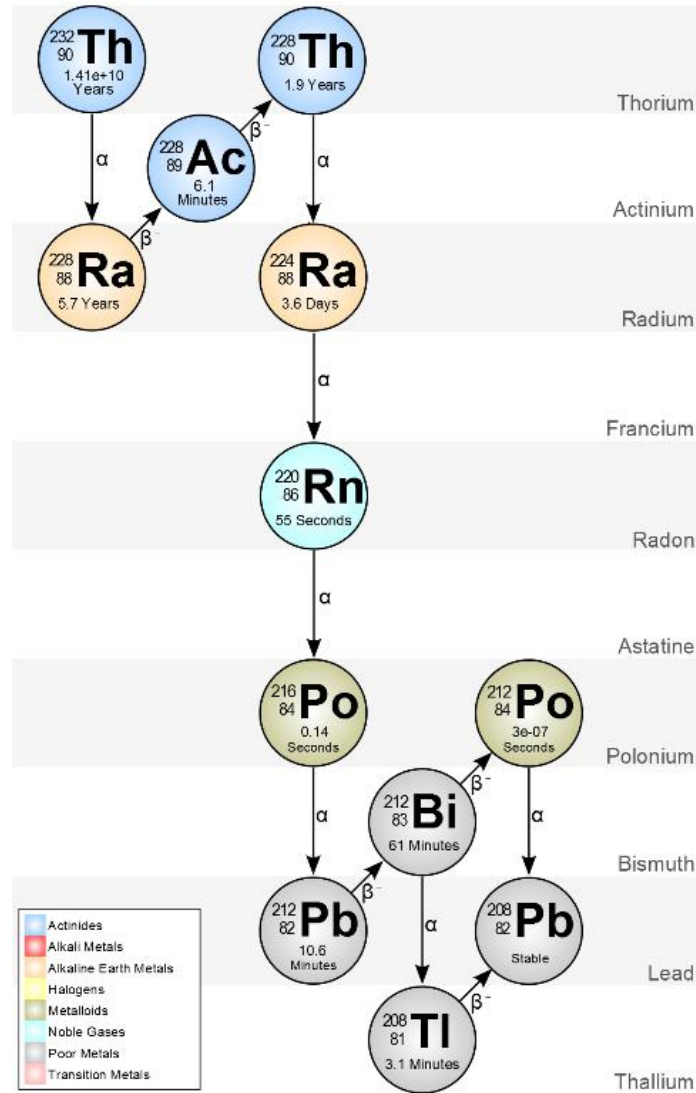 232
90 Th
1.41e+10
Years
228
90 Th
1.9 Years
Thorium
α
β⁻
α
228
89 Ac
6.1
Minutes
Actinium
β⁻
228
88 Ra
5.7 Years
224
88 Ra
3.6 Days
Radium
α
Francium
220
86 Rn
55 Seconds
Radon
α
Astatine
216
84 Po
0.14
Seconds
212
84 Po
3e-07
Seconds
Polonium
β⁻
α
α
212
83 Bi
61 Minutes
Bismuth
β⁻
212
82 Pb
10.6
Minutes
α
208
82 Pb
Stable
Lead
β⁻
208
81 Tl
3.1 Minutes
Thallium
Actinides
Alkali Metals
Alkaline Earth Metals
Halogens
Metalloids
Noble Gases
Poor Metals
Transition Metals